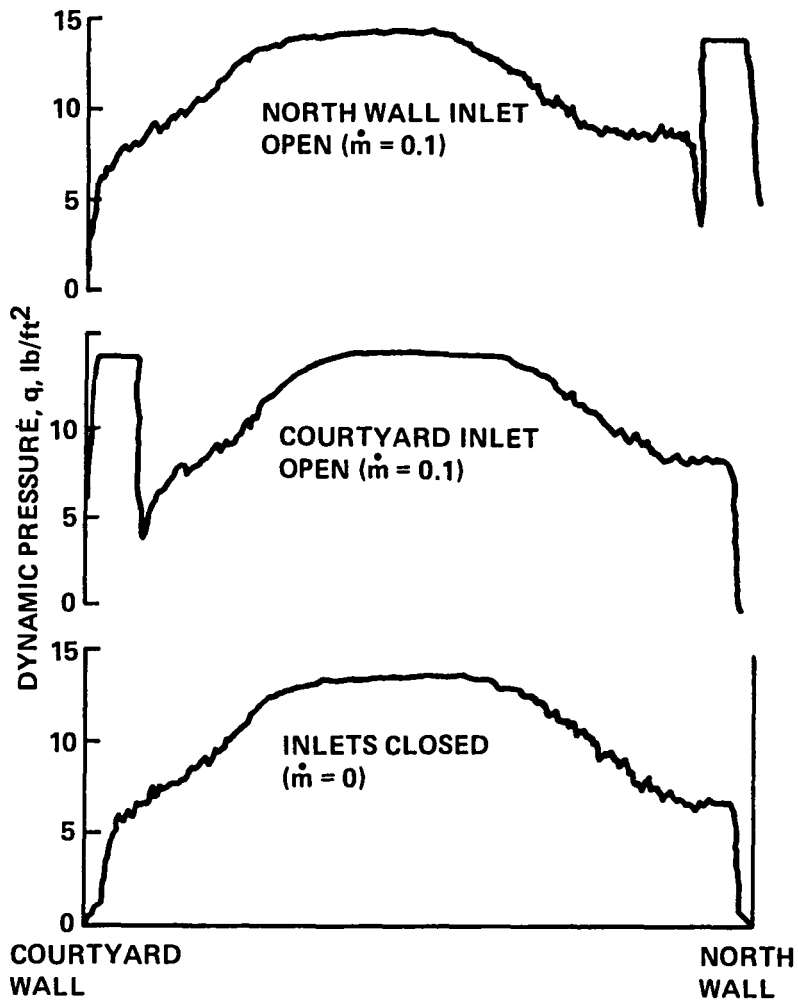 15
10
5
0
NORTH WALL INLET
OPEN (ṁ = 0.1)
DYNAMIC PRESSURE, q, lb/ft²
10
5
0
COURTYARD INLET
OPEN (ṁ = 0.1)
15
10
5
0
INLETS CLOSED
(ṁ = 0)
COURTYARD
WALL
NORTH
WALL